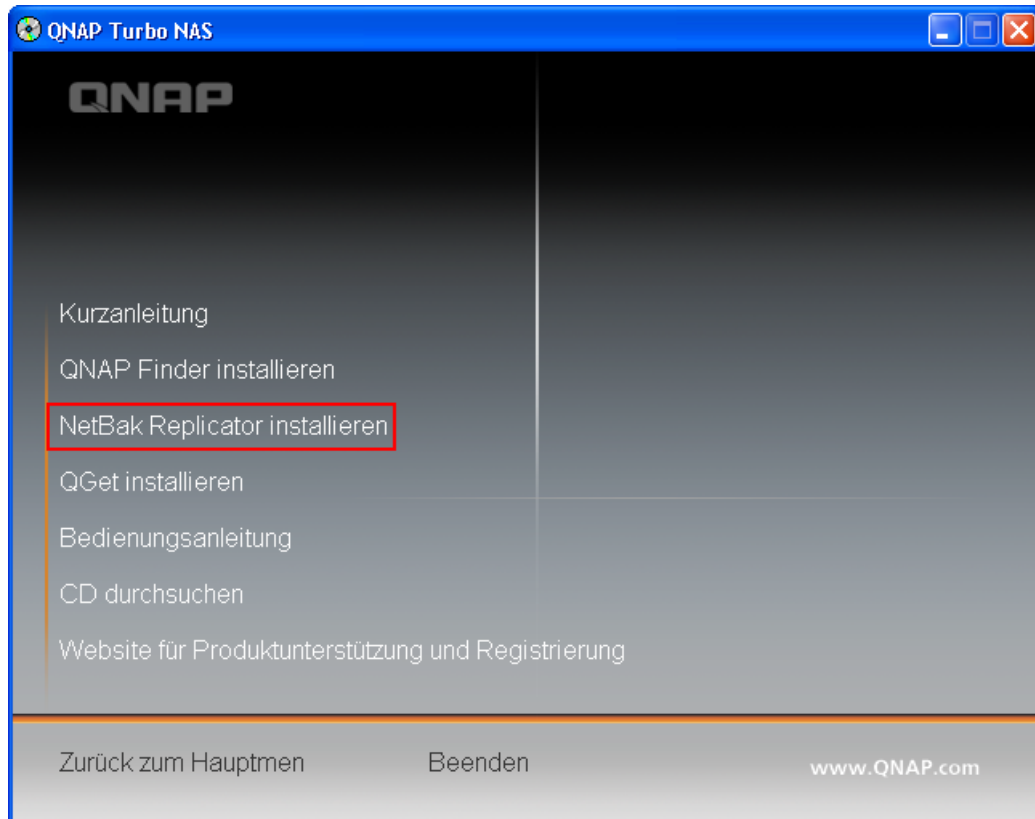 QNAP Turbo NAS
QNAP
Kurzanleitung
QNAP Finder installieren
NetBak Replicator installieren
QGet installieren
Bedienungsanleitung
CD durchsuchen
Website für Produktunterstützung und Registrierung
Zurück zum Hauptmen
Beenden
www.QNAP.com